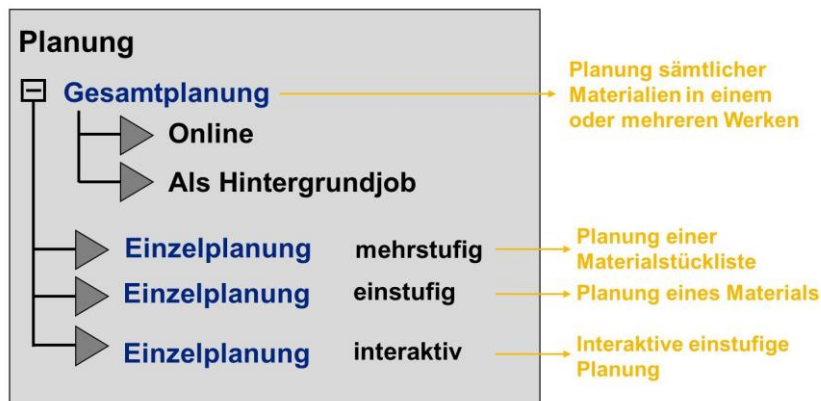 Planung
Gesamtplanung
Planung sämtlicher
Materialien in einem
oder mehreren Werken
Online
Als Hintergrundjob
Einzelplanung mehrstufig
Planung einer
Materialstückliste
Einzelplanung einstufig
Planung eines Materials
Einzelplanung interaktiv
Interaktive einstufige
Planung